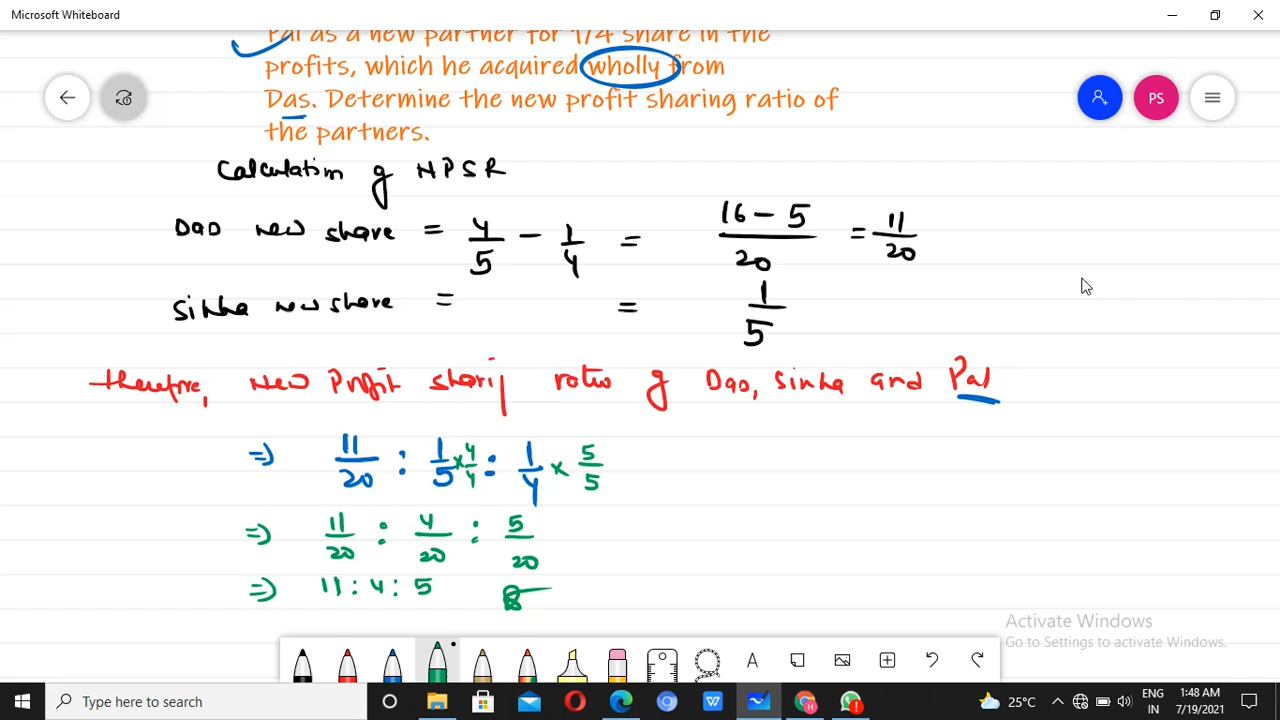 Microsoft Whiteboard
Pal as a new partner for 1/4 share in the
profits, which he acquired wholly from
Das. Determine the new profit sharing ratio of
the partners.
PS
Calculation of NPSR
Das new share = 4/5 - 1/4 = 16 - 5/20 = 11/20
Sinha new share = = 1/5
therefore, New Profit sharing ratio of Das, Sinha and Pal
=) 11/20 : 1/5 x 4/4 : 1/4 x 5/5
=) 11/20 : 4/20 : 5/20
=) 11 : 4 : 5
Activate Windows
Go to Settings to activate Windows.
A
Type here to search
25°C
ENG
IN
1:48 AM
7/19/2021